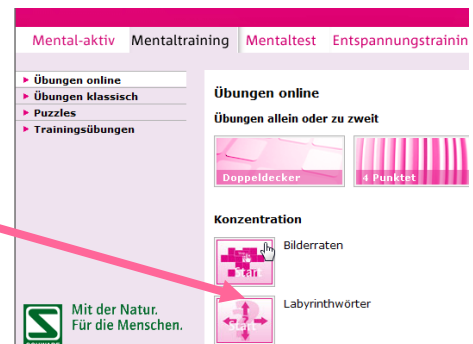 Mental-aktiv Mentaltraining Mentaltest Entspannungstrainin
Übungen online
Übungen klassisch
Puzzles
Trainingsübungen
Übungen online
Übungen allein oder zu zweit
Doppeldecker
4 Punktet
Konzentration
Start
Bilderraten
Start
Labyrinthwörter
Mit der Natur.
Für die Menschen.